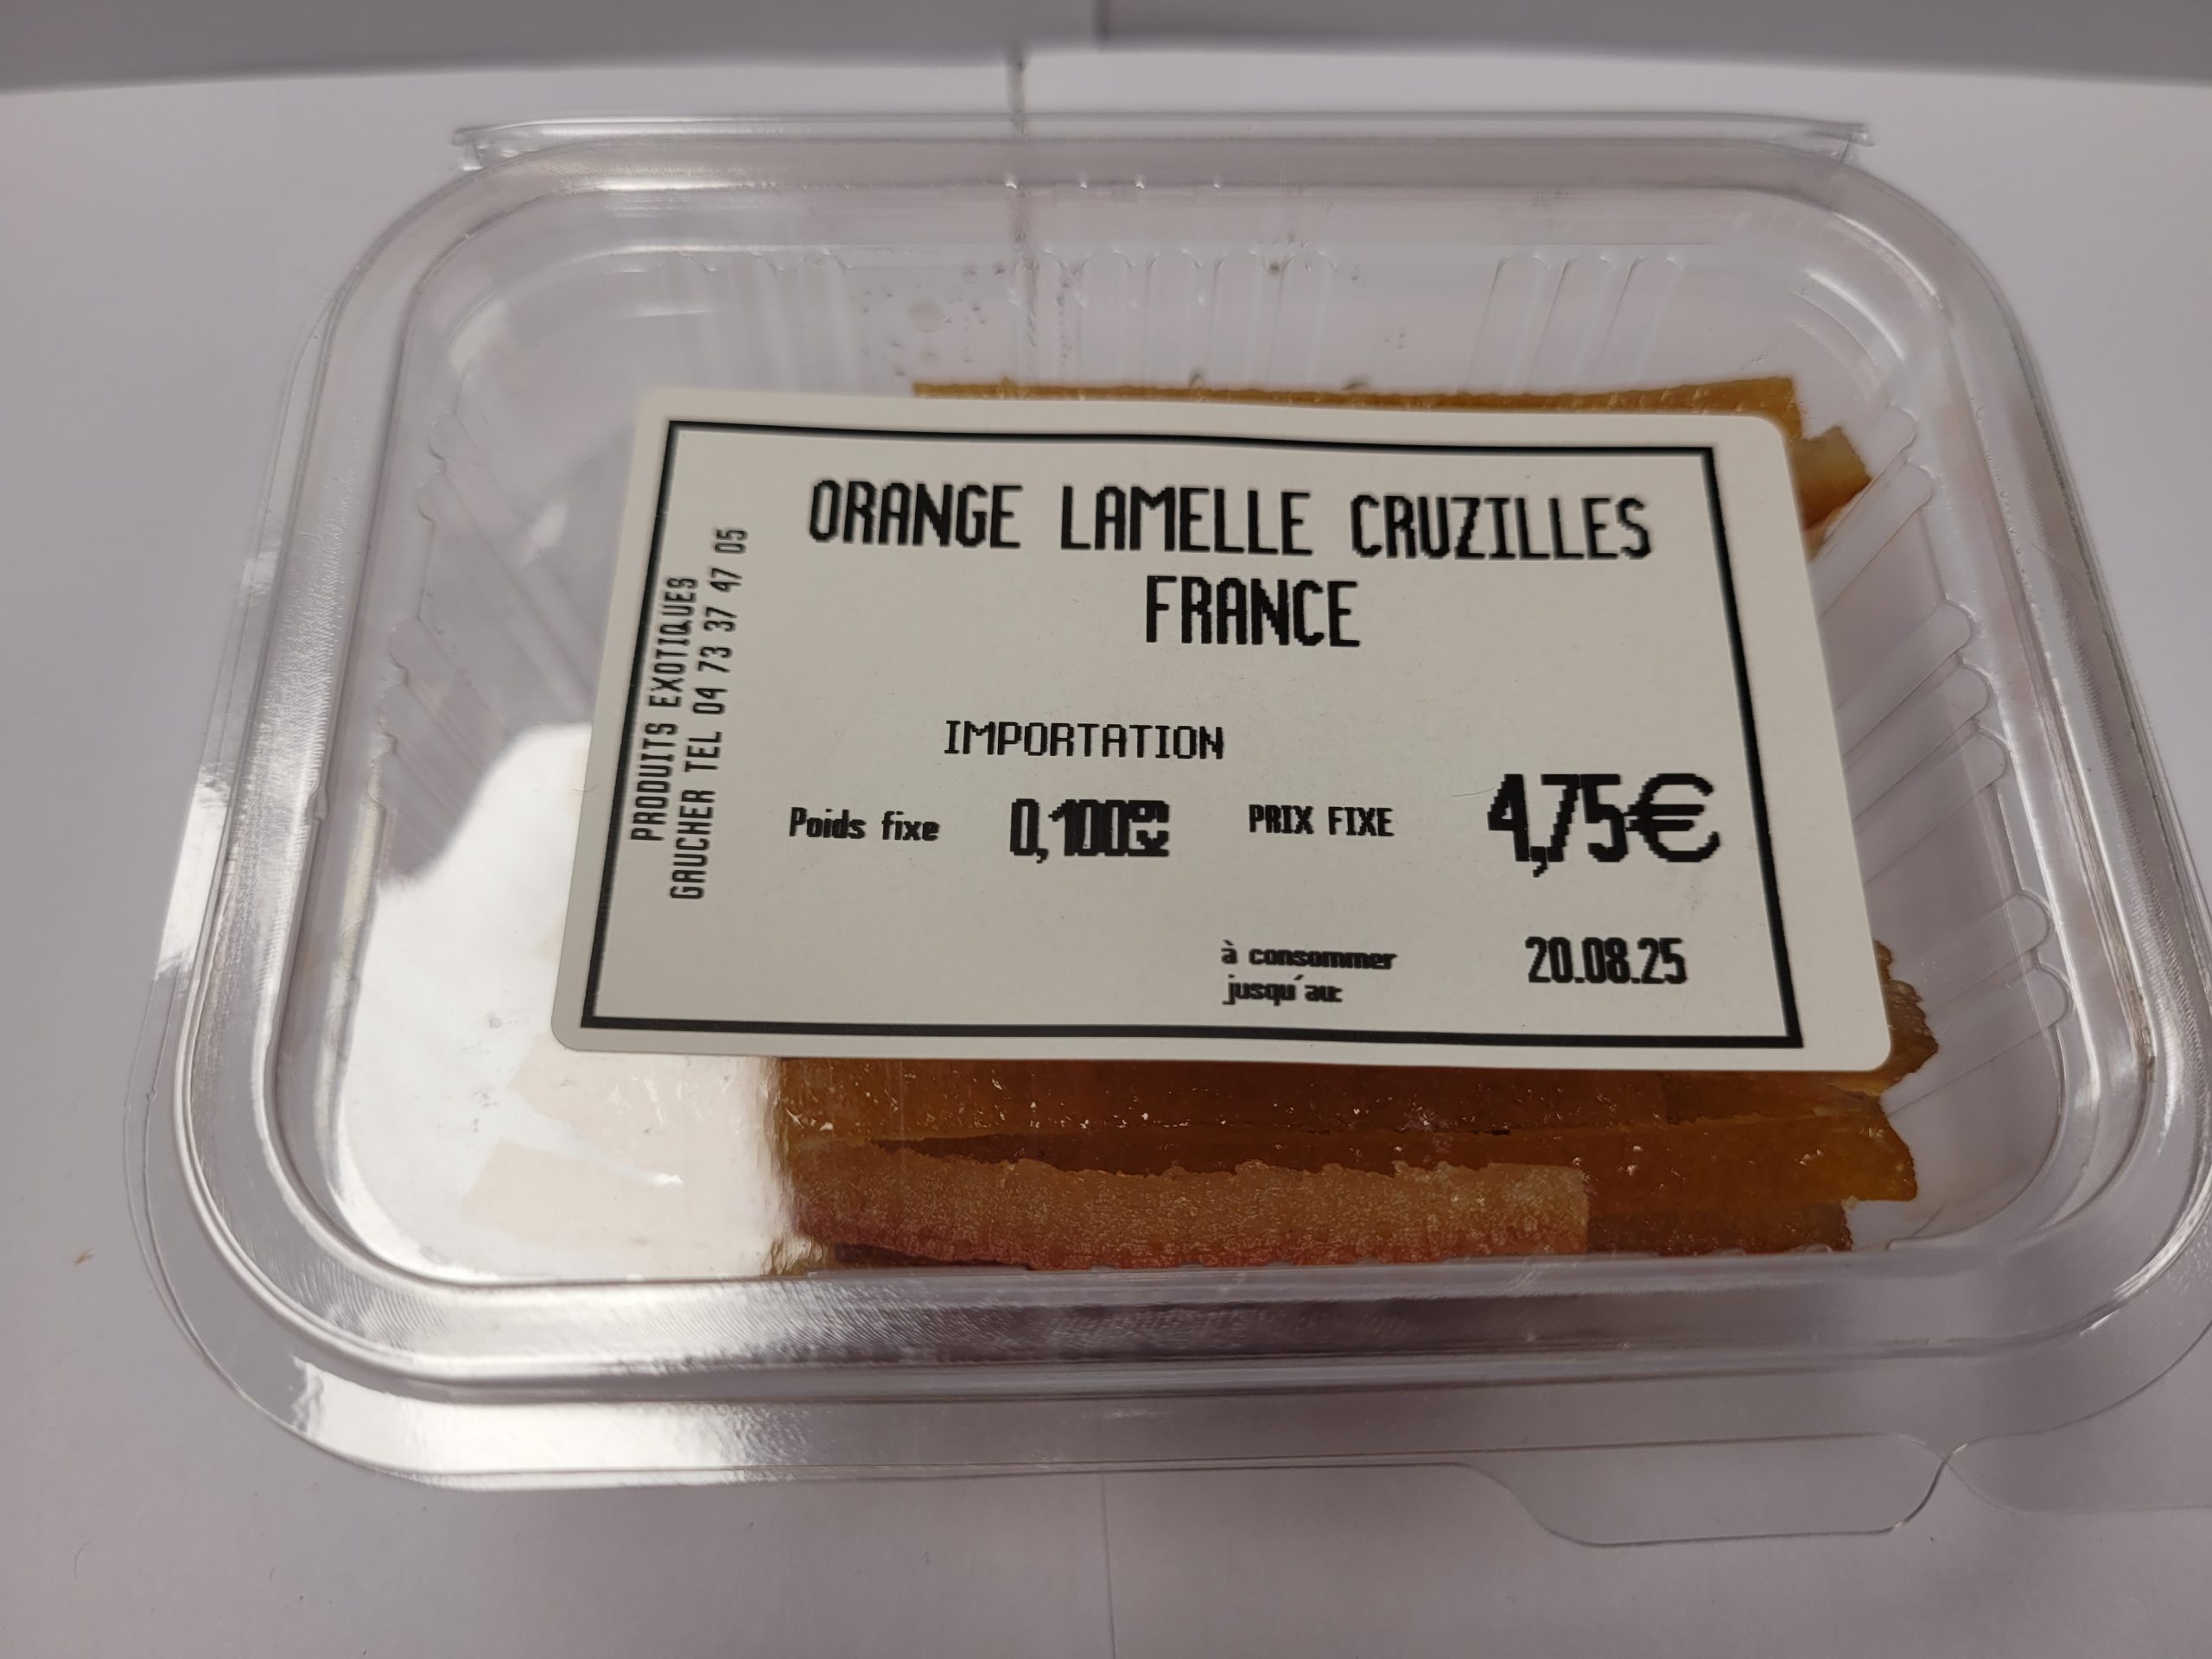 ORANGE LAMELLE CRUZILLES
FRANCE
PRODUITS EXOTIQUES
GAUCHER TEL 04 73 37 47 05
IMPORTATION
Poids fixe 0,100kg PRIX FIXE 4,75€
à consommer 20.08.25
jusqu'au: